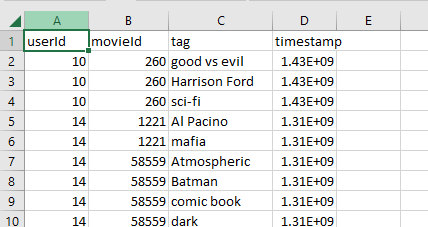 A B C D E
1 userId movieId tag timestamp
2 10 260 good vs evil 1.43E+09
3 10 260 Harrison Ford 1.43E+09
4 10 260 sci-fi 1.43E+09
5 14 1221 Al Pacino 1.31E+09
6 14 1221 mafia 1.31E+09
7 14 58559 Atmospheric 1.31E+09
8 14 58559 Batman 1.31E+09
9 14 58559 comic book 1.31E+09
10 14 58559 dark 1.31E+09